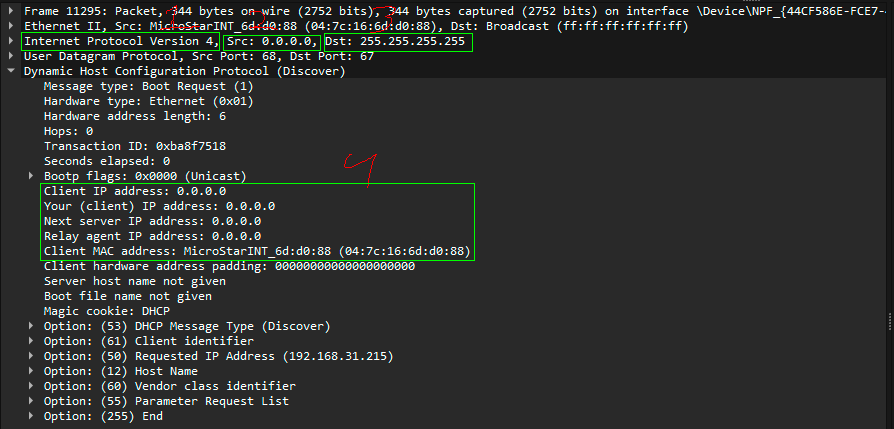 Frame 11295: Packet, 344 bytes on wire (2752 bits), 344 bytes captured (2752 bits) on interface \Device\NPF_{44CF586E-FCE7-
Ethernet II, Src: MicroStarINT_6d:d0:88 (04:7c:16:6d:d0:88), Dst: Broadcast (ff:ff:ff:ff:ff:ff)
Internet Protocol Version 4, Src: 0.0.0.0, Dst: 255.255.255.255
User Datagram Protocol, Src Port: 68, Dst Port: 67
Dynamic Host Configuration Protocol (Discover)
Message type: Boot Request (1)
Hardware type: Ethernet (0x01)
Hardware address length: 6
Hops: 0
Transaction ID: 0xba8f7518
Seconds elapsed: 0
Bootp flags: 0x0000 (Unicast)
Client IP address: 0.0.0.0
Your (client) IP address: 0.0.0.0
Next server IP address: 0.0.0.0
Relay agent IP address: 0.0.0.0
Client MAC address: MicroStarINT_6d:d0:88 (04:7c:16:6d:d0:88)
Client hardware address padding: 00000000000000000000
Server host name not given
Boot file name not given
Magic cookie: DHCP
Option: (53) DHCP Message Type (Discover)
Option: (61) Client identifier
Option: (50) Requested IP Address (192.168.31.215)
Option: (12) Host Name
Option: (60) Vendor class identifier
Option: (55) Parameter Request List
Option: (255) End